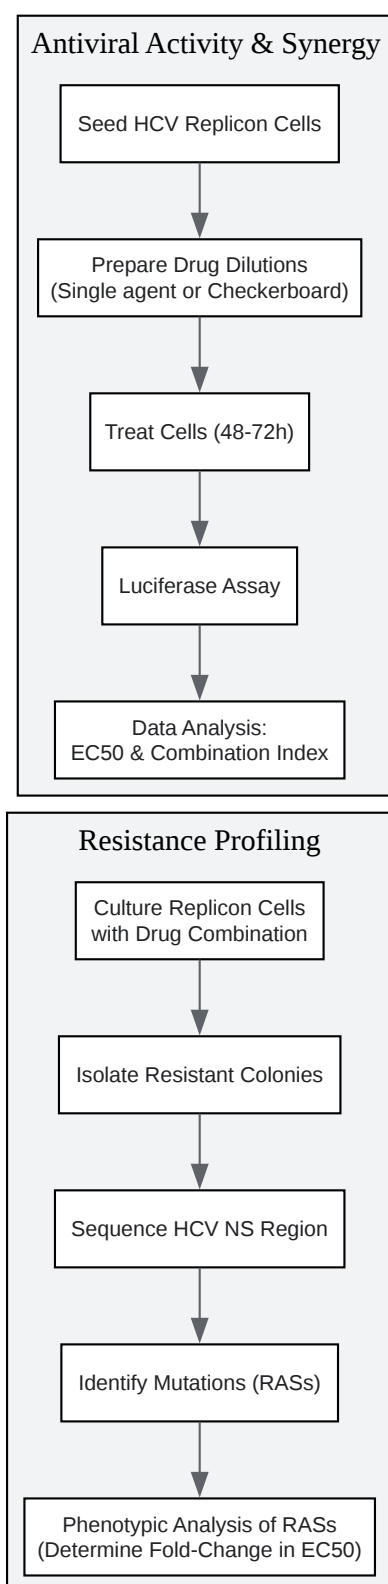 Antiviral Activity & Synergy
Seed HCV Replicon Cells
Prepare Drug Dilutions
(Single agent or Checkerboard)
Treat Cells (48-72h)
Luciferase Assay
Data Analysis:
EC50 & Combination Index
Resistance Profiling
Culture Replicon Cells
with Drug Combination
Isolate Resistant Colonies
Sequence HCV NS Region
Identify Mutations (RASs)
Phenotypic Analysis of RASs
(Determine Fold-Change in EC50)